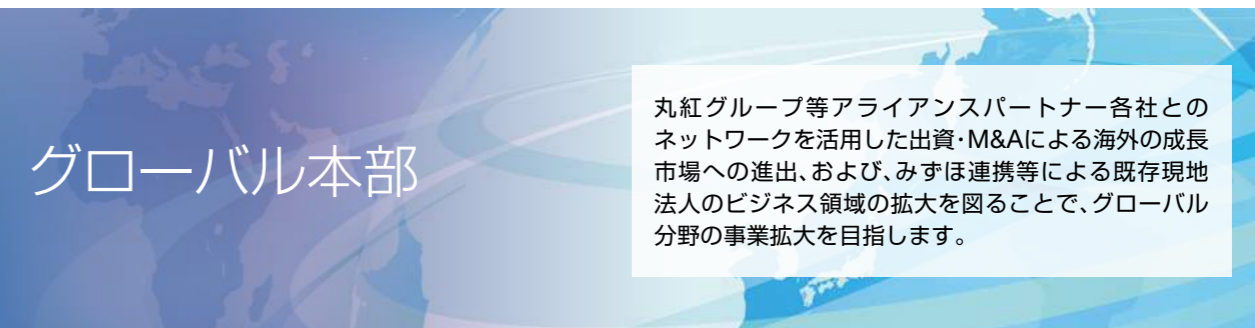 グローバル本部
丸紅グループ等アライアンスパートナー各社との
ネットワークを活用した出資・M&Aによる海外の成長
市場への進出、および、みずほ連携等による既存現地
法人のビジネス領域の拡大を図ることで、グローバル
分野の事業拡大を目指します。